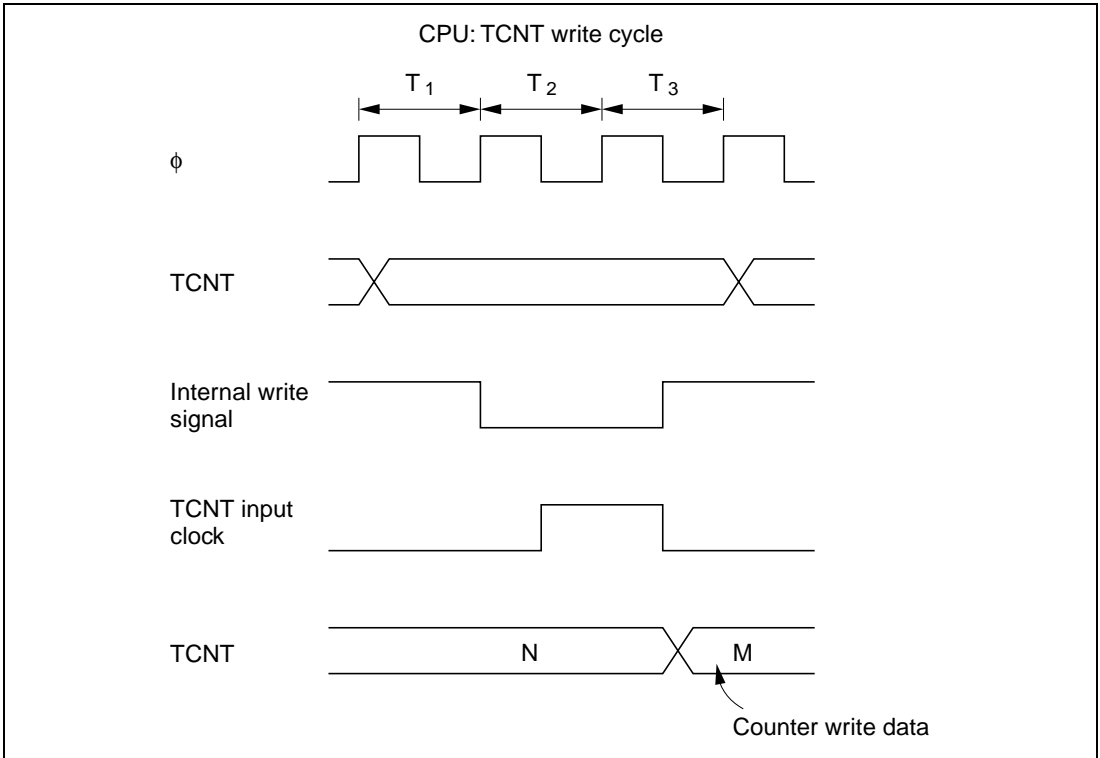 CPU: TCNT write cycle
T1 T2 T3
ϕ
TCNT
Internal write
signal
TCNT input
clock
TCNT
N
M
Counter write data